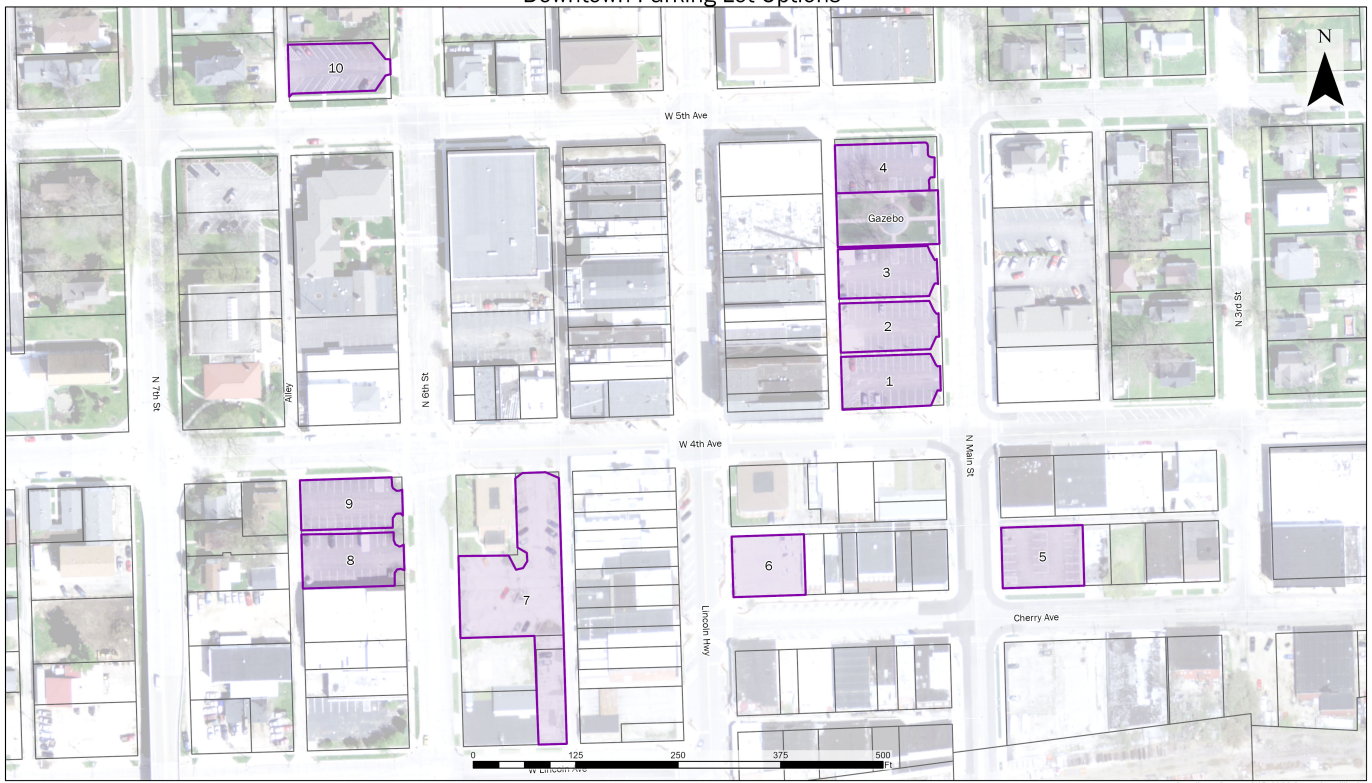 Downtown Parking Lot Options
N
10
W 5th Ave
4
Gazebo
3
2
1
N 3rd St
N 7th St
Alley
N 6th St
W 4th Ave
N Main St
9
8
7
6
5
Lincoln Hwy
Cherry Ave
0 125 250 375 500
Ft
W Lincoln Ave